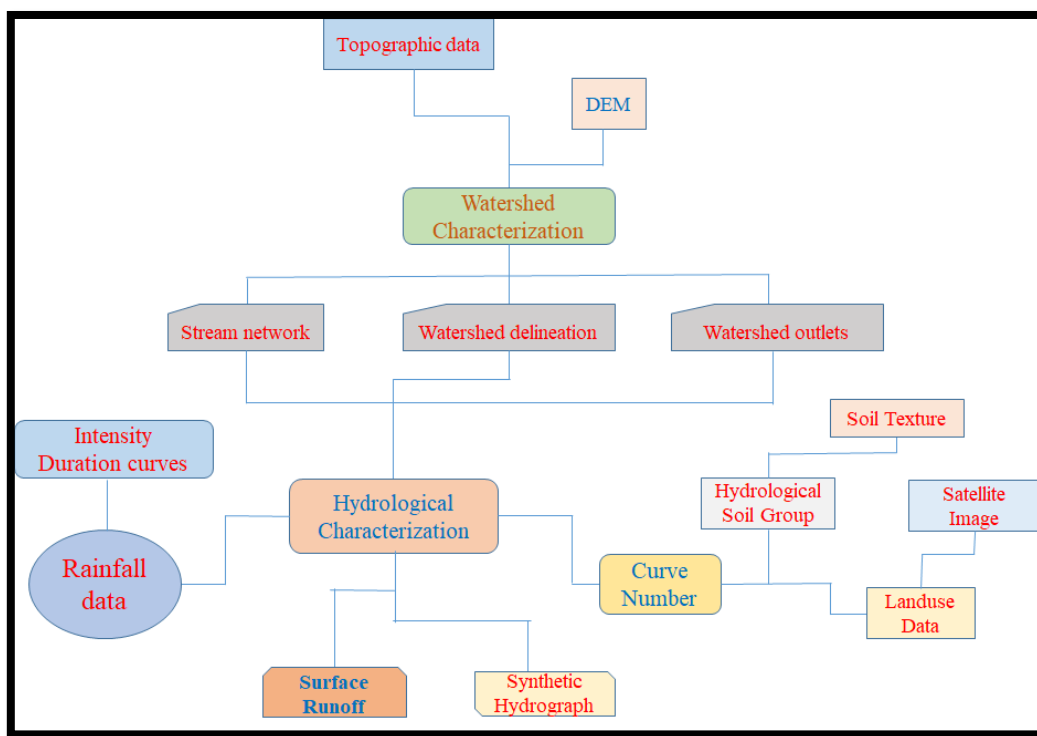 Topographic data
DEM
Watershed
Characterization
Stream network
Watershed delineation
Watershed outlets
Soil Texture
Intensity
Duration curves
Hydrological
Characterization
Hydrological
Soil Group
Satellite
Image
Rainfall
data
Curve
Number
Landuse
Data
Surface
Runoff
Synthetic
Hydrograph